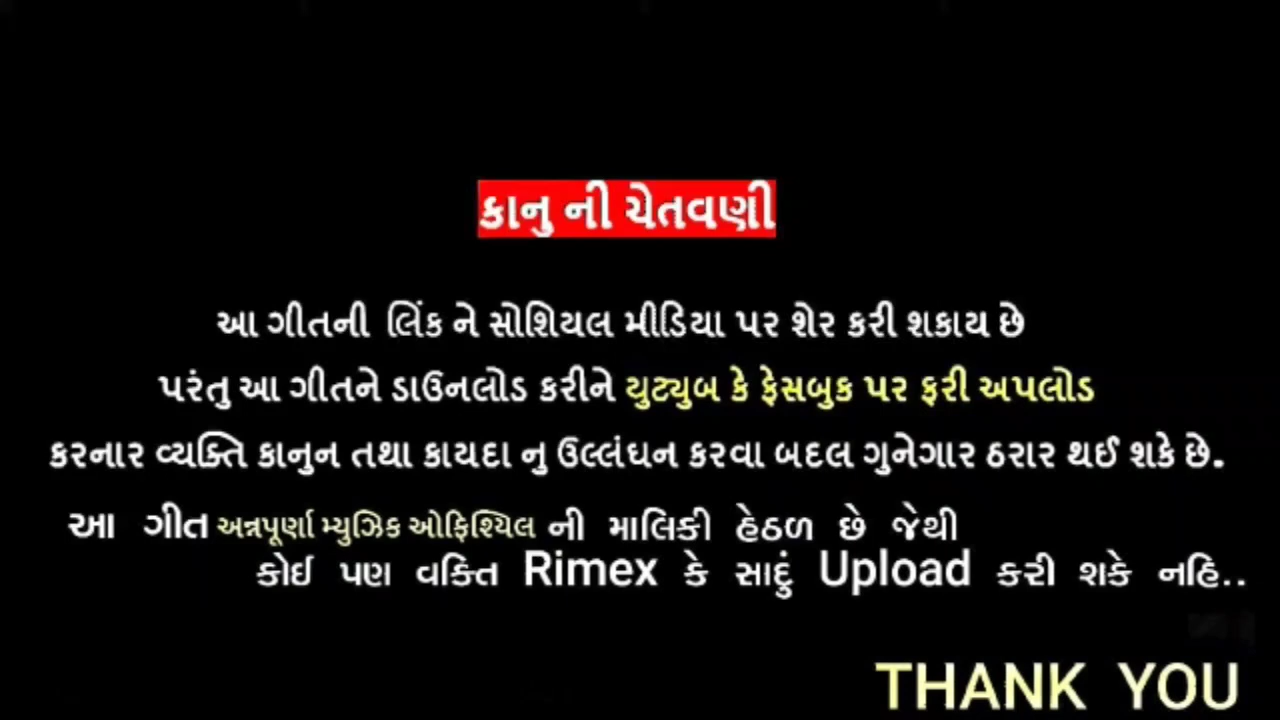 કાનુ ની ચેતવણી
આ ગીતની લિંક ને સોશિયલ મીડિયા પર શેર કરી શકાય છે
પરંતુ આ ગીતને ડાઉનલોડ કરીને યુટ્યુબ કે ફેસબુક પર ફરી અપલોડ
કરનાર વ્યક્તિ કાનુન તથા કાયદા નુ ઉલ્લંઘન કરવા બદલ ગુનેગાર ઠરાર થઈ શકે છે.
આ ગીત અન્નપૂર્ણા મ્યુઝિક ઓફિશ્યિલ ની માલિકી હેઠળ છે જેથી
કોઈ પણ વક્તિ Rimex કે સાદું Upload કરી શકે નહિ..
THANK YOU